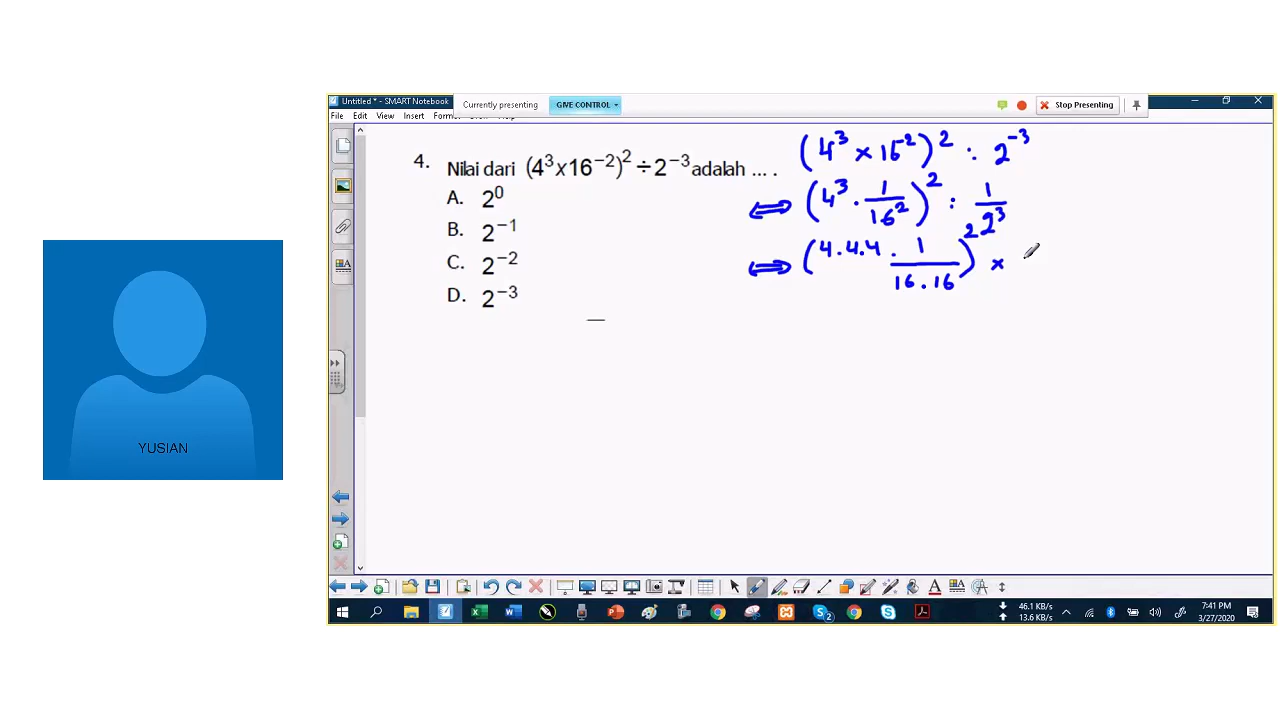 Untitled * - SMART Notebook
Currently presenting
GIVE CONTROL
Stop Presenting
File Edit View Insert
4. Nilai dari (4³x16⁻²)² ÷ 2⁻³ adalah ... .
A. 2⁰
B. 2⁻¹
C. 2⁻²
D. 2⁻³
(4³ × 16⁻²)² : 2⁻³
⇔ (4³ · 1/16²)² : 1/2³
⇔ (4.4.4 . 1/16.16)² ×
YUSIAN
46.1 KB/s
13.6 KB/s
7:41 PM
3/27/2020